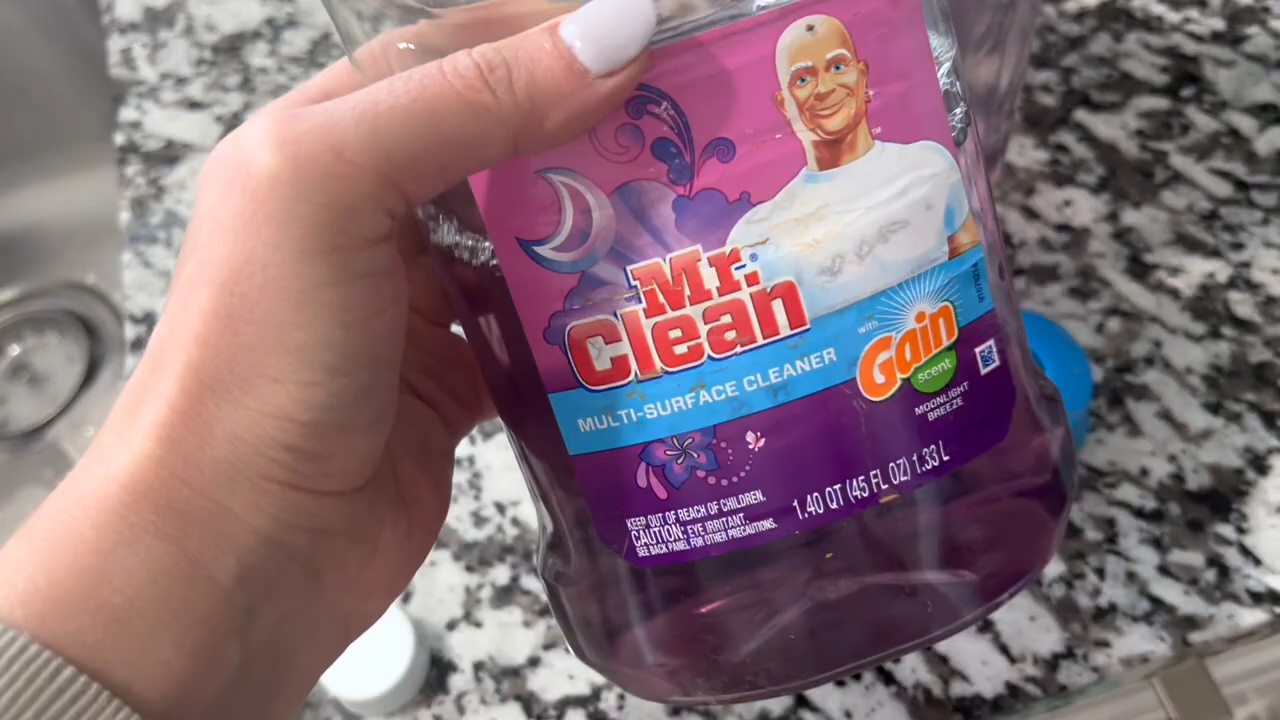 ™
Mr.®
Clean
MULTI-SURFACE CLEANER
with
Gain
scent
MOONLIGHT
BREEZE
1.40 QT (45 FL OZ) 1.33 L
KEEP OUT OF REACH OF CHILDREN.
CAUTION: EYE IRRITANT.
SEE BACK PANEL FOR OTHER PRECAUTIONS.